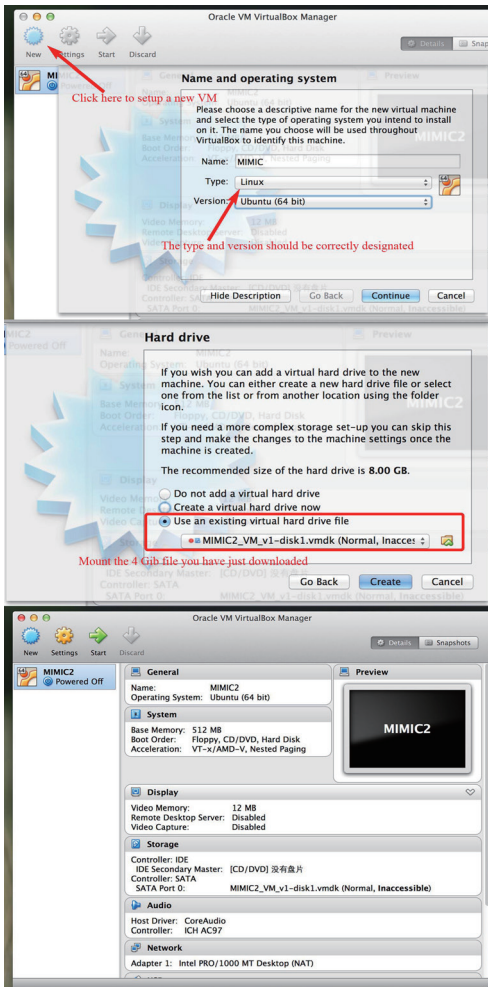 Oracle VM VirtualBox Manager
New Settings Start Discard
Details Snap
Click here to setup a new VM
Name and operating system
Please choose a descriptive name for the new virtual machine
and select the type of operating system you intend to install
on it. The name you choose will be used throughout
VirtualBox to identify this machine.
Name: MIMIC
Type: Linux
Version: Ubuntu (64 bit)
The type and version should be correctly designated
Hide Description Go Back Continue Cancel
Hard drive
If you wish you can add a virtual hard drive to the new
machine. You can either create a new hard drive file or select
one from the list or from another location using the folder
icon.
If you need a more complex storage set-up you can skip this
step and make the changes to the machine settings once the
machine is created.
The recommended size of the hard drive is 8.00 GB.
Do not add a virtual hard drive
Create a virtual hard drive now
Use an existing virtual hard drive file
MIMIC2_VM_v1-disk1.vmdk (Normal, Inacces
Mount the 4 Gib file you have just downloaded
Go Back Create Cancel
Oracle VM VirtualBox Manager
New Settings Start Discard
Details Snapshots
MIMIC2
Powered Off
General
Name: MIMIC2
Operating System: Ubuntu (64 bit)
System
Base Memory: 512 MB
Boot Order: Floppy, CD/DVD, Hard Disk
Acceleration: VT-x/AMD-V, Nested Paging
Preview
MIMIC2
Display
Video Memory: 12 MB
Remote Desktop Server: Disabled
Video Capture: Disabled
Storage
Controller: IDE
IDE Secondary Master: [CD/DVD] 没有盘片
Controller: SATA
SATA Port 0: MIMIC2_VM_v1-disk1.vmdk (Normal, Inaccessible)
Audio
Host Driver: CoreAudio
Controller: ICH AC97
Network
Adapter 1: Intel PRO/1000 MT Desktop (NAT)